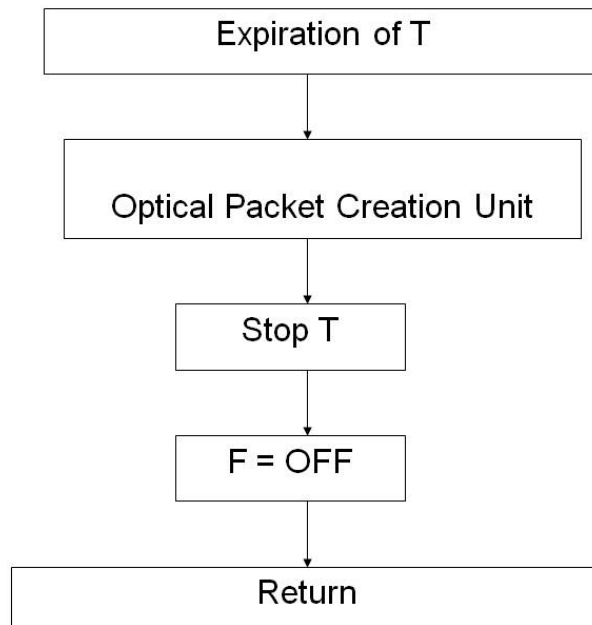 Expiration of T
Optical Packet Creation Unit
Stop T
F = OFF
Return